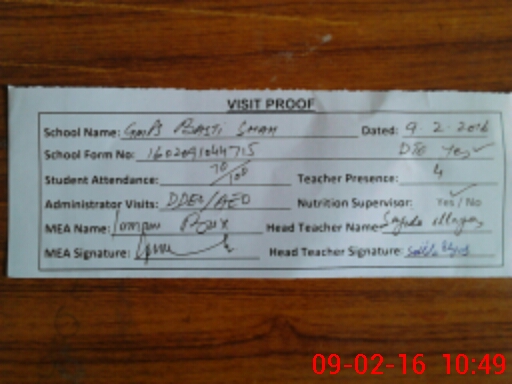 VISIT PROOF
School Name: GMPS BASTI SHAH Dated: 9.2.2016
School Form No: 1602091044715 DTE Yes ✓
Student Attendance: 70/100 Teacher Presence: 4
Administrator Visits: DDEO/AEO Nutrition Supervisor: Yes / No
MEA Name: Head Teacher Name:
MEA Signature: Head Teacher Signature:
09-02-16 10:49